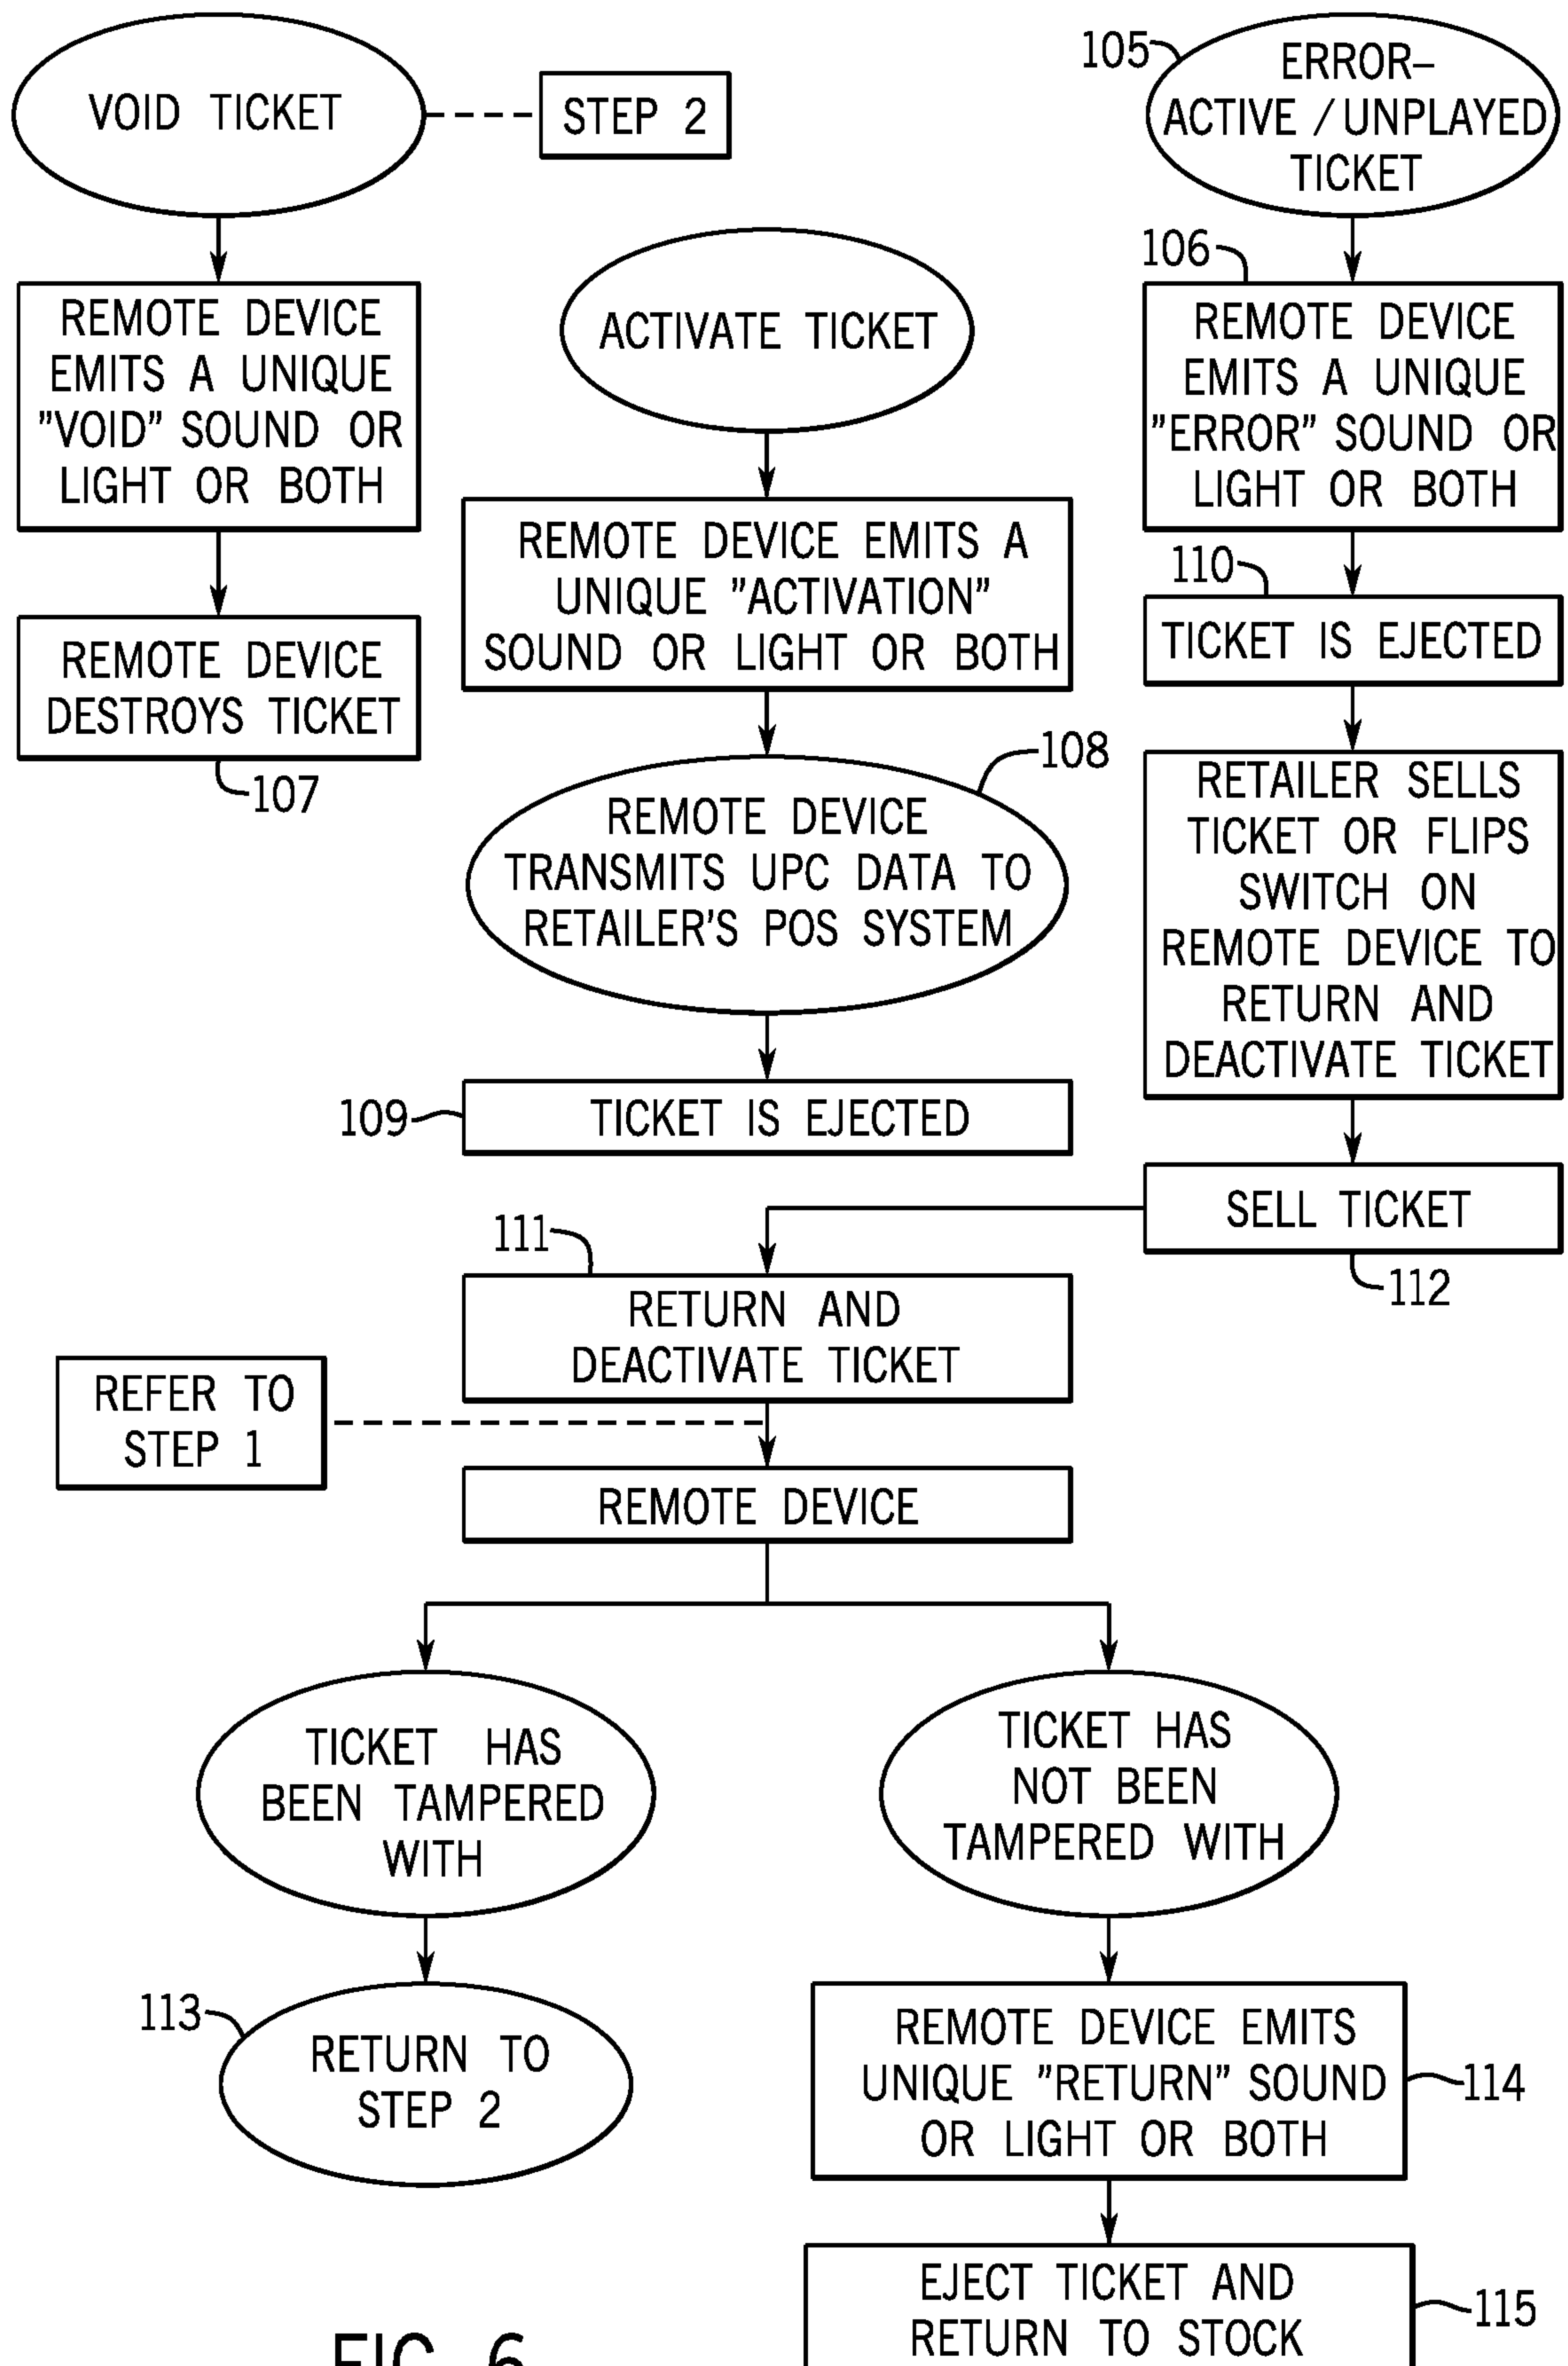 VOID TICKET
STEP 2
REMOTE DEVICE
EMITS A UNIQUE
"VOID" SOUND OR
LIGHT OR BOTH
REMOTE DEVICE
DESTROYS TICKET
107
ACTIVATE TICKET
REMOTE DEVICE EMITS A
UNIQUE "ACTIVATION"
SOUND OR LIGHT OR BOTH
108
REMOTE DEVICE
TRANSMITS UPC DATA TO
RETAILER'S POS SYSTEM
109
TICKET IS EJECTED
105
ERROR–
ACTIVE / UNPLAYED
TICKET
106
REMOTE DEVICE
EMITS A UNIQUE
"ERROR" SOUND OR
LIGHT OR BOTH
110
TICKET IS EJECTED
RETAILER SELLS
TICKET OR FLIPS
SWITCH ON
REMOTE DEVICE TO
RETURN AND
DEACTIVATE TICKET
SELL TICKET
112
111
RETURN AND
DEACTIVATE TICKET
REFER TO
STEP 1
REMOTE DEVICE
TICKET HAS
BEEN TAMPERED
WITH
113
RETURN TO
STEP 2
TICKET HAS
NOT BEEN
TAMPERED WITH
REMOTE DEVICE EMITS
UNIQUE "RETURN" SOUND
OR LIGHT OR BOTH
114
EJECT TICKET AND
RETURN TO STOCK
115
FIG. 6